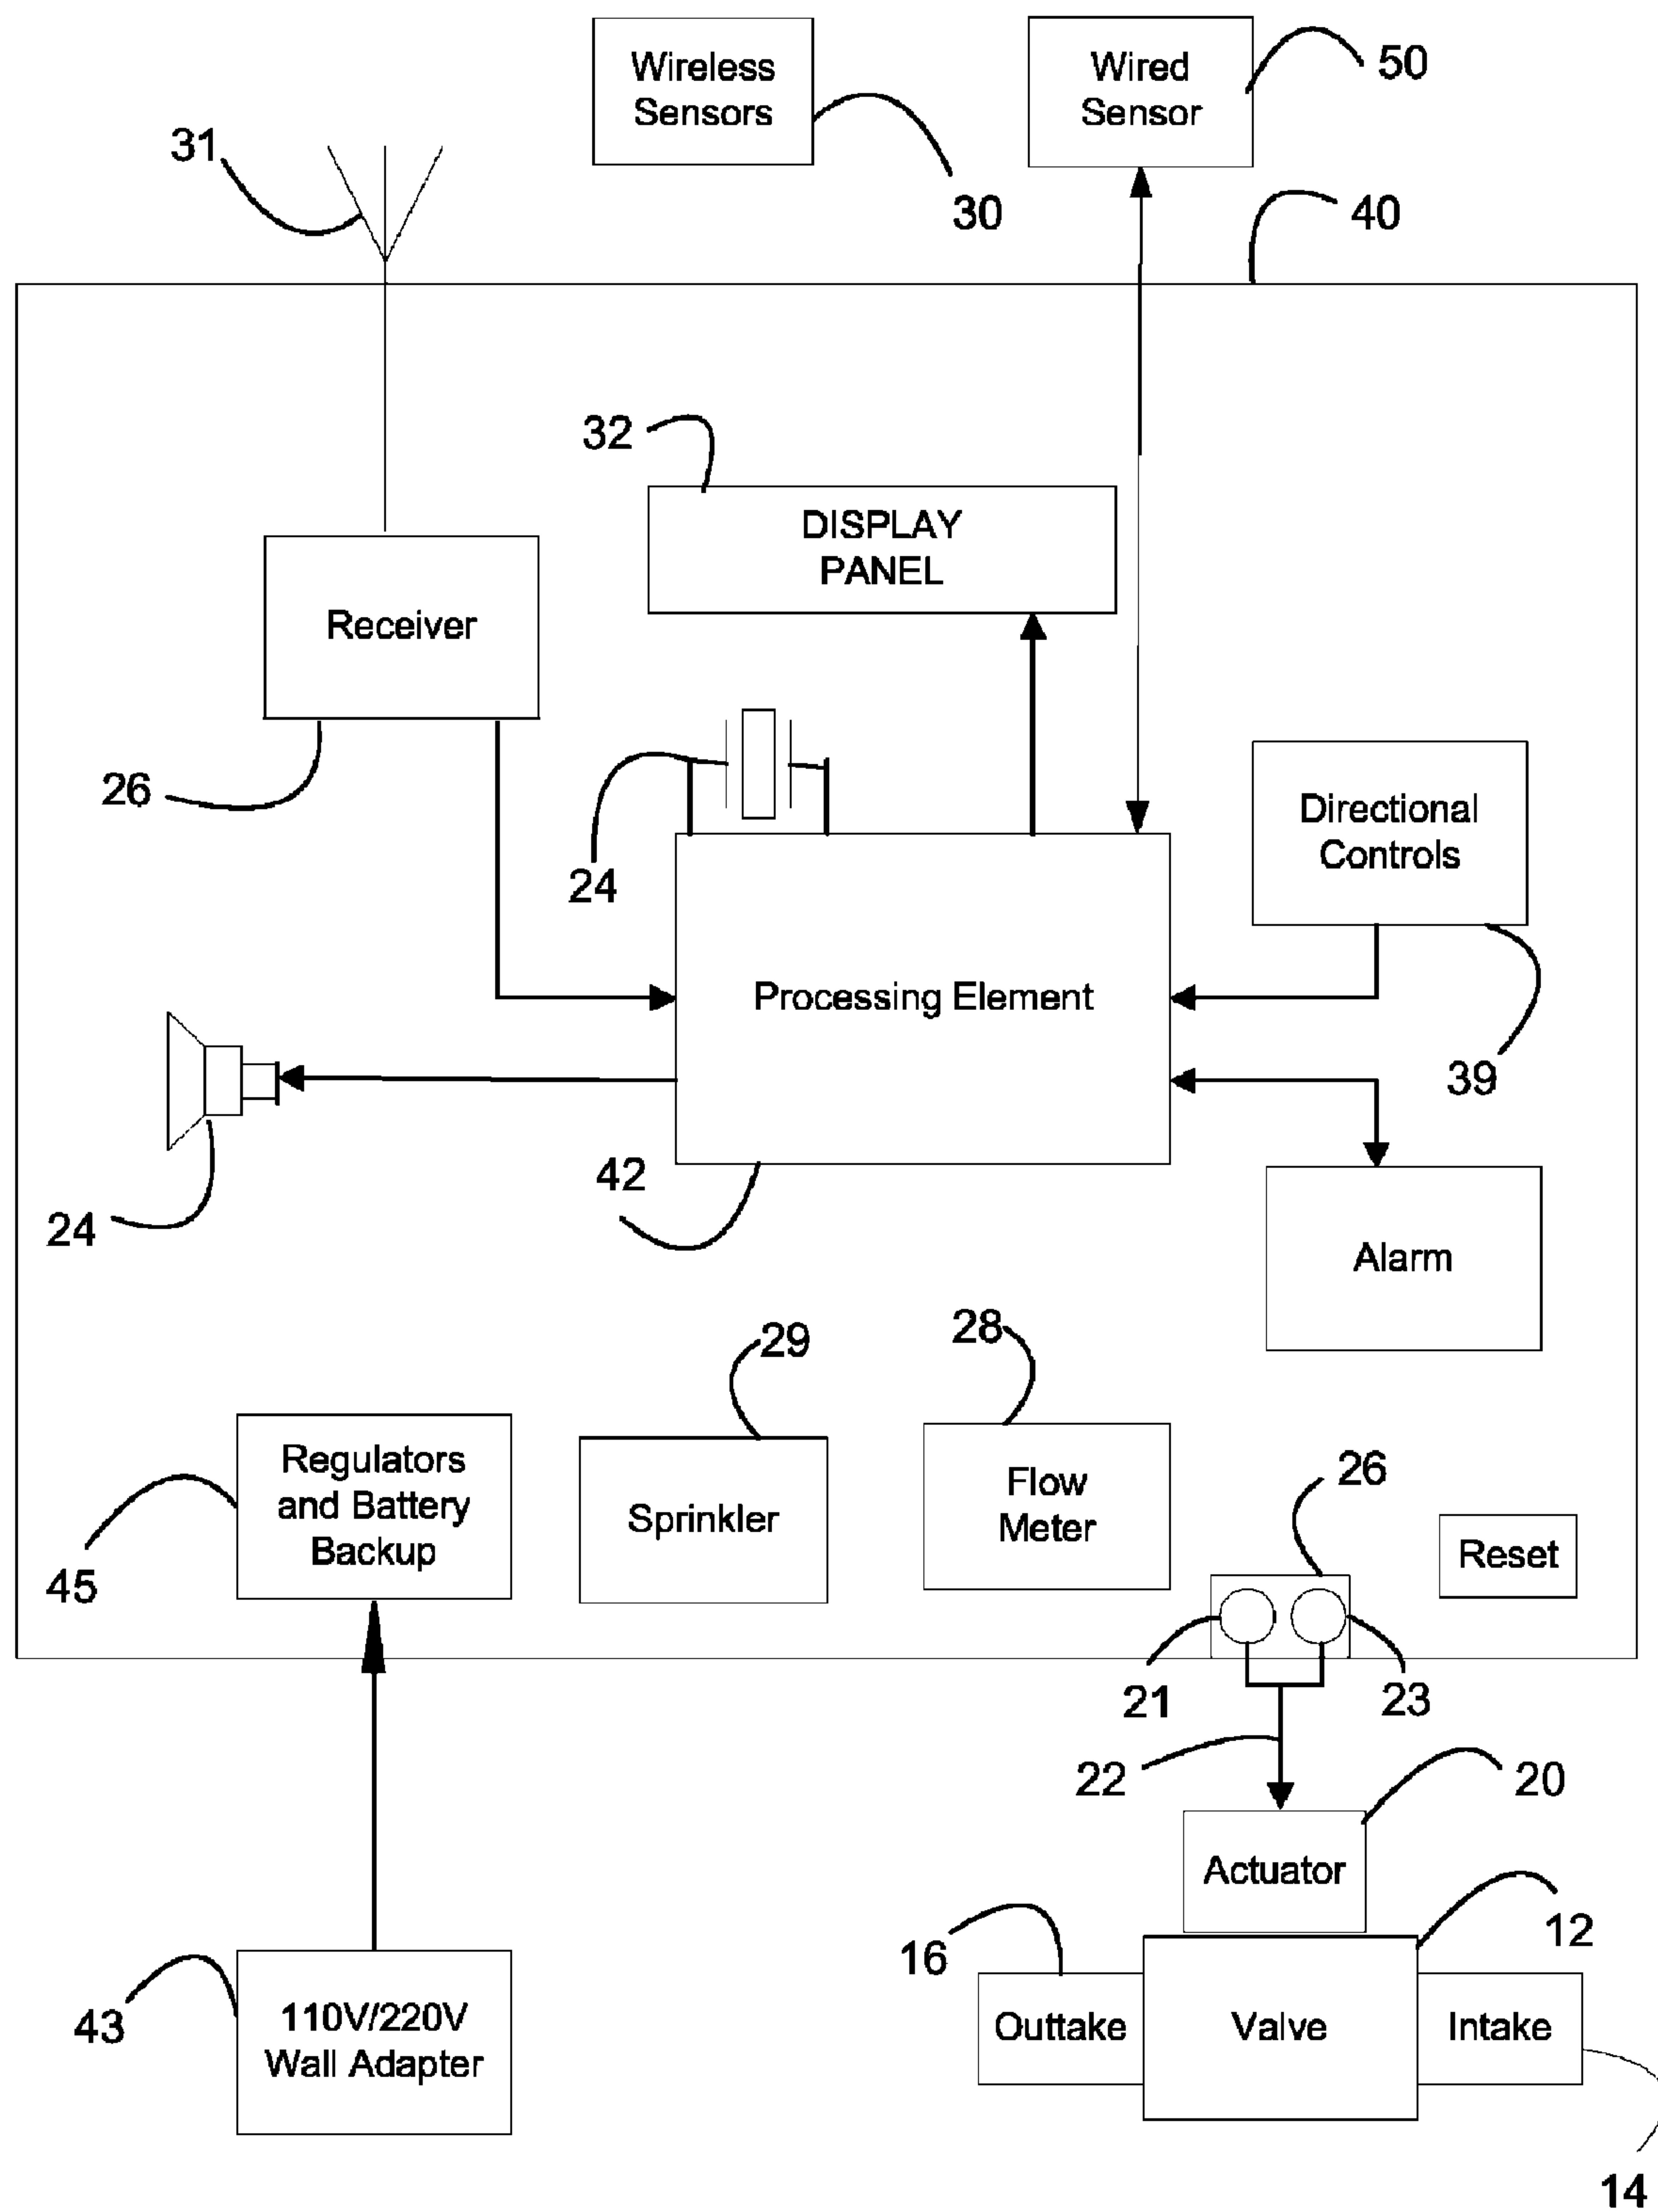 Wireless
Sensors
Wired
Sensor
50
31
30
40
32
DISPLAY
PANEL
Receiver
26
24
Directional
Controls
Processing Element
39
24
42
Alarm
29
28
Regulators
and Battery
Backup
45
Sprinkler
Flow
Meter
26
Reset
21
23
22
20
Actuator
16
12
43
110V/220V
Wall Adapter
Outtake
Valve
Intake
14